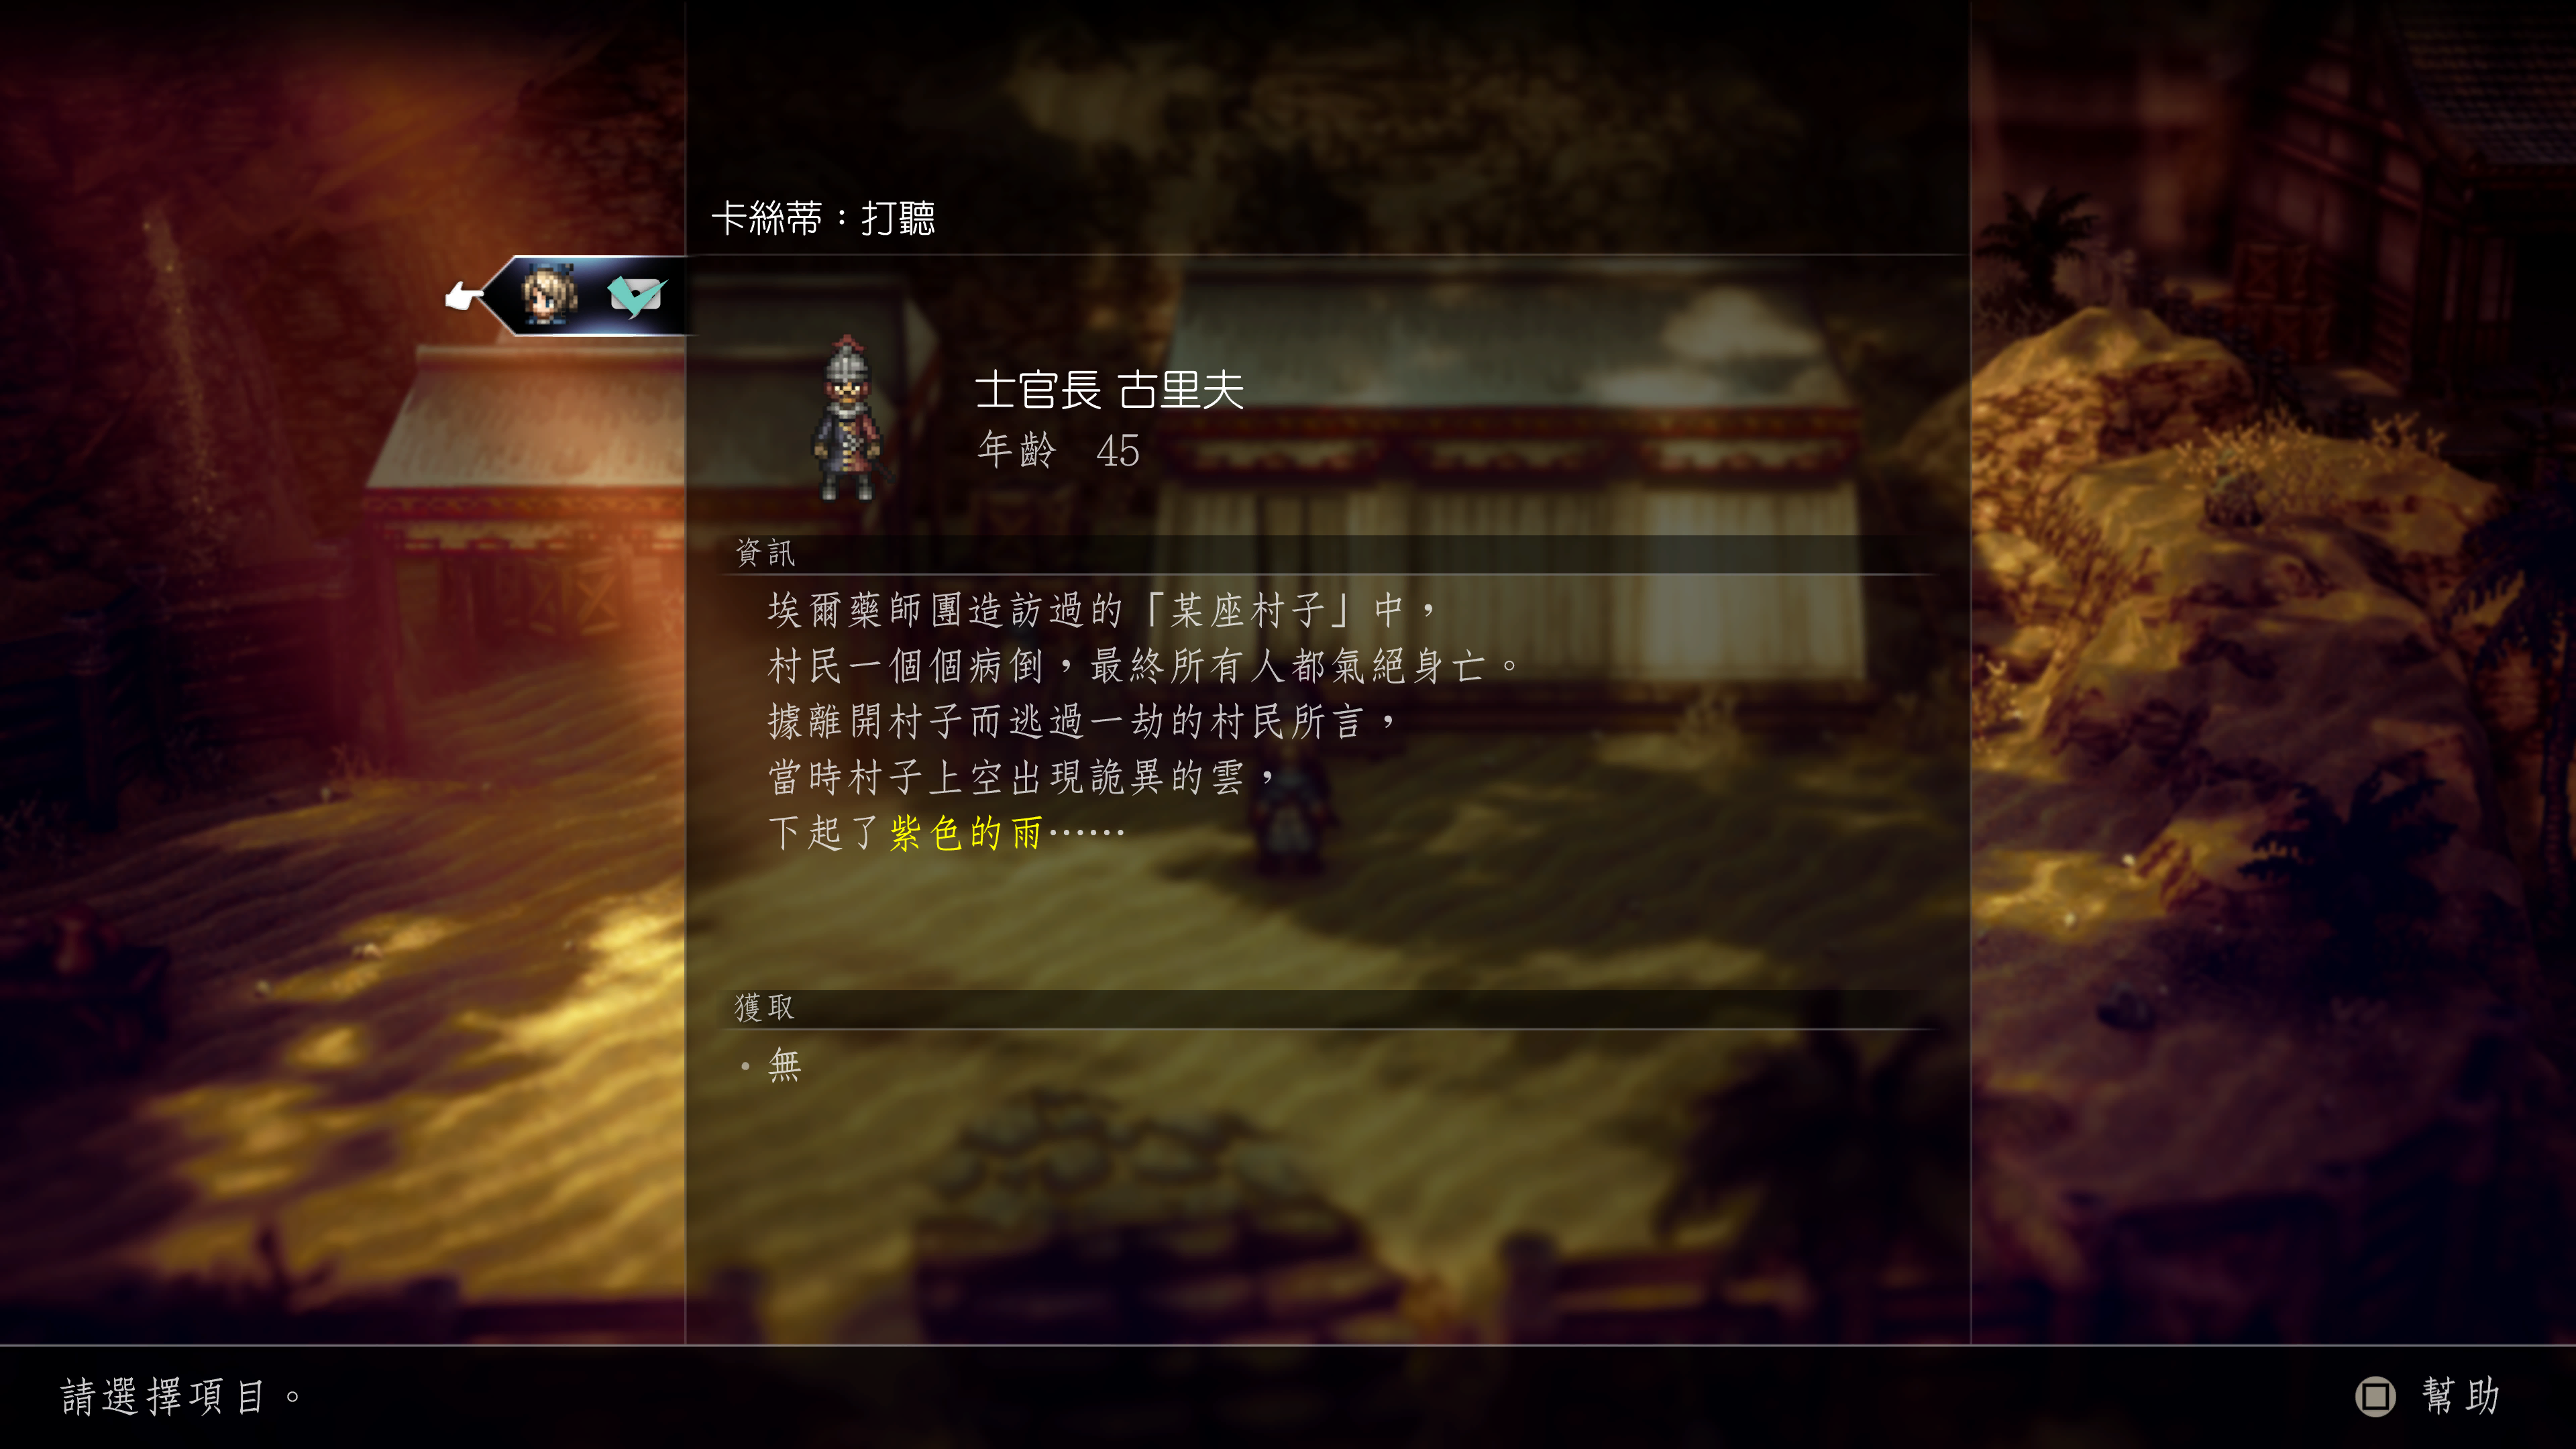 卡絲蒂：打聽
士官長 古里夫
年齡 45
資訊
埃爾藥師團造訪過的「某座村子」中，
村民一個個病倒，最終所有人都氣絕身亡。
據離開村子而逃過一劫的村民所言，
當時村子上空出現詭異的雲，
下起了紫色的雨……
獲取
・無
請選擇項目。
幫助